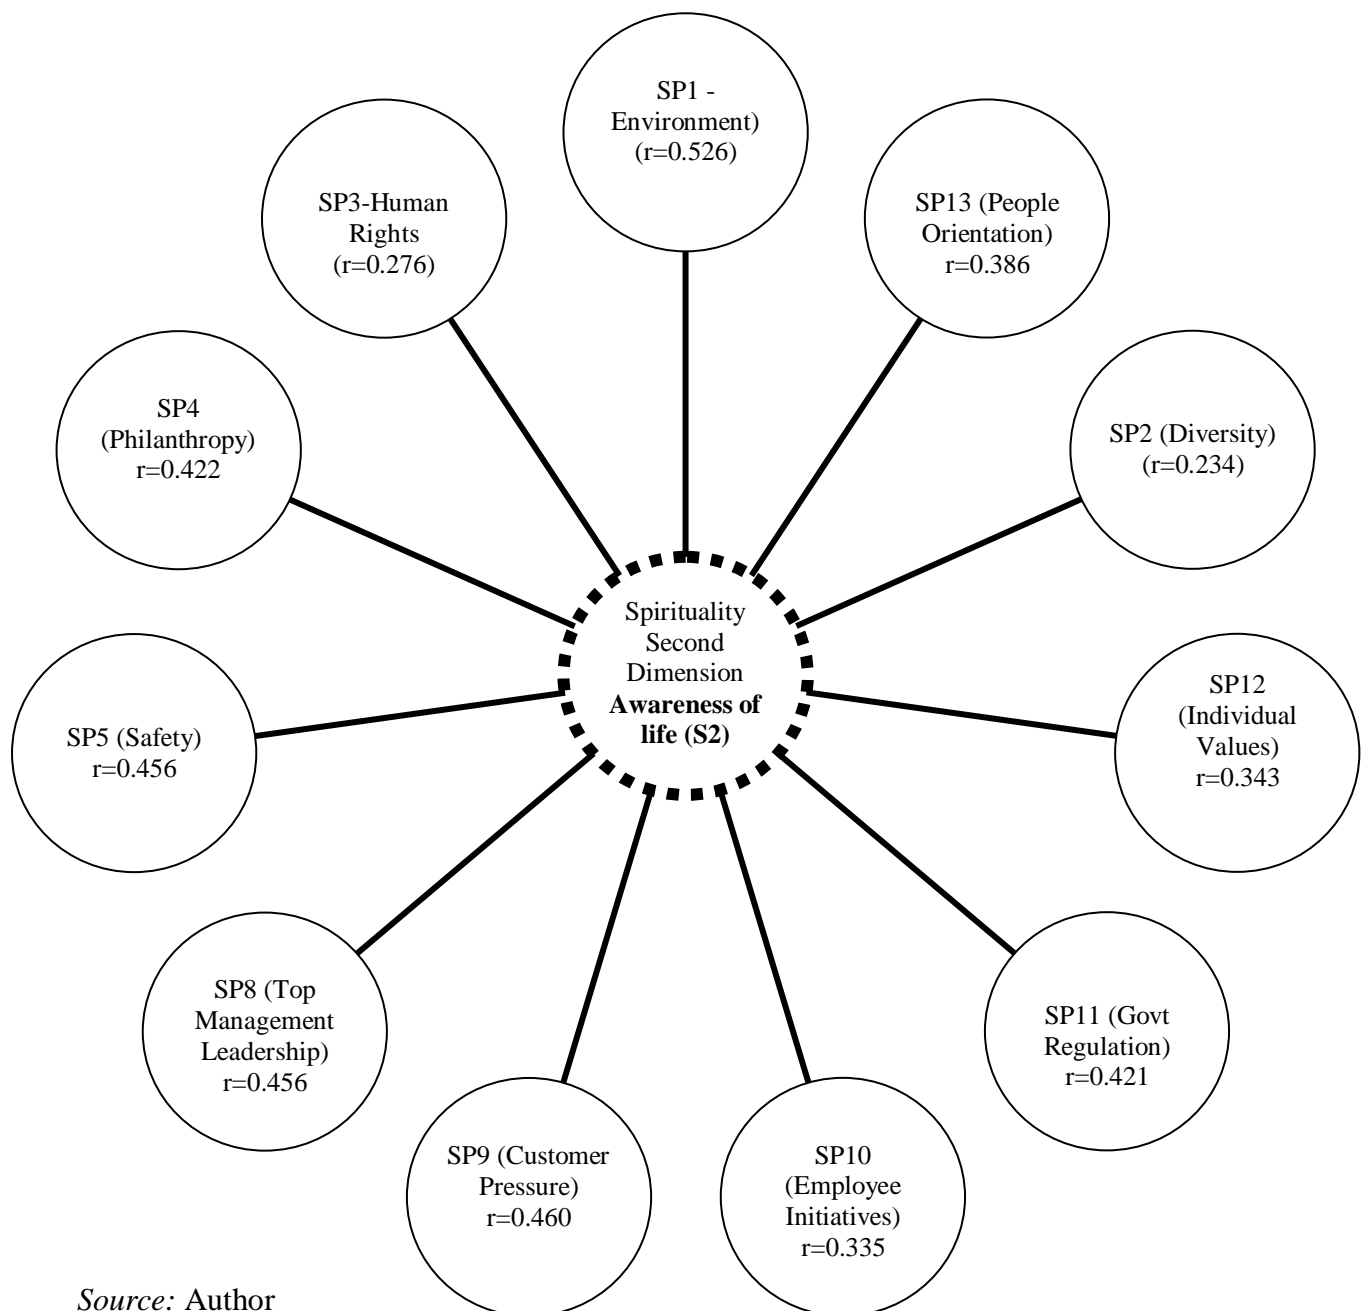 SP1 -
Environment)
(r=0.526)
SP3-Human
Rights
(r=0.276)
SP13 (People
Orientation)
r=0.386
SP4
(Philanthropy)
r=0.422
SP2 (Diversity)
(r=0.234)
Spirituality
Second
Dimension
Awareness of
life (S2)
SP5 (Safety)
r=0.456
SP12
(Individual
Values)
r=0.343
SP8 (Top
Management
Leadership)
r=0.456
SP11 (Govt
Regulation)
r=0.421
SP9 (Customer
Pressure)
r=0.460
SP10
(Employee
Initiatives)
r=0.335
Source: Author